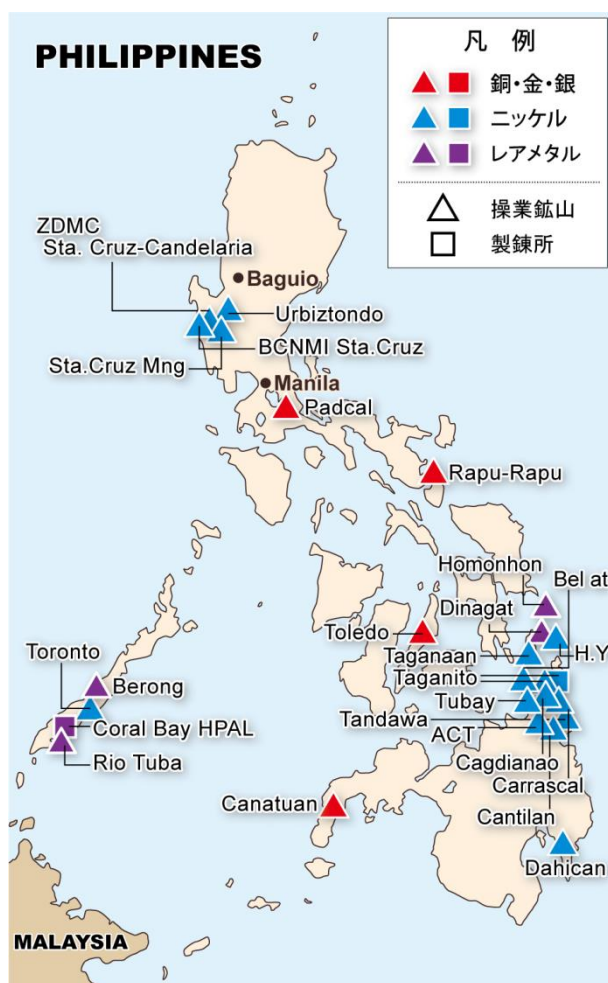 PHILIPPINES
凡 例
銅・金・銀
ニッケル
レアメタル
操業鉱山
製錬所
ZDMC
Sta. Cruz-Candelaria
Baguio
Urbiztondo
BCNMI Sta.Cruz
Sta.Cruz Mng
Manila
Padcal
Rapu-Rapu
Homonhon
Bel at
Dinagat
Toledo
H.Y
Taganaan
Toronto
Taganito
Berong
Tubay
Coral Bay HPAL
Tandawa
ACT
Rio Tuba
Cagdianao
Carrascal
Canatuan
Cantilan
Dahican
MALAYSIA